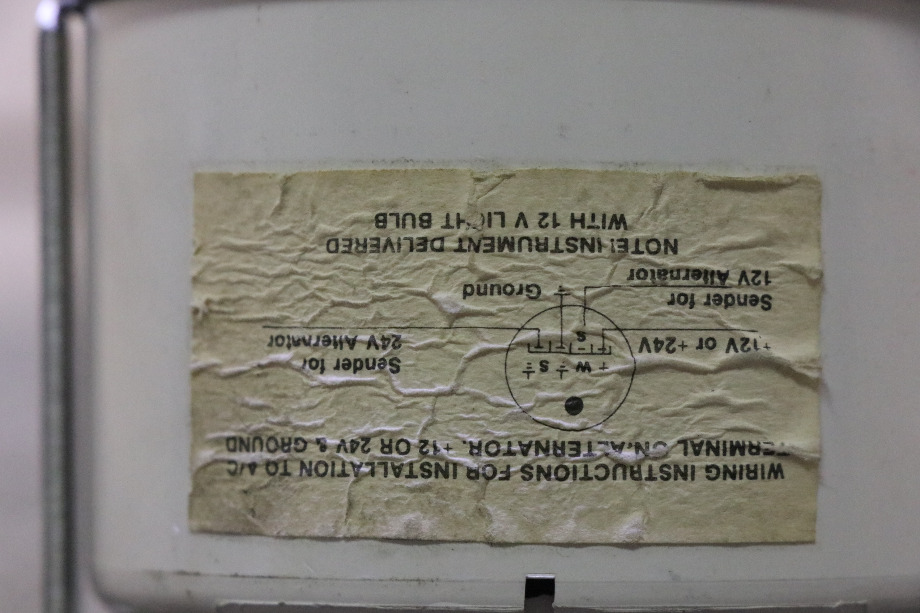 WIRING INSTRUCTIONS FOR INSTALLATION TO A/C
TERMINAL ON ALTERNATOR. +12 OR 24V & GROUND
+ W ⏚ S ⏚
S
+12V or +24V
Sender for
24V Alternator
Sender for
12V Alternator
Ground
NOTE! INSTRUMENT DELIVERED
WITH 12 V LIGHT BULB